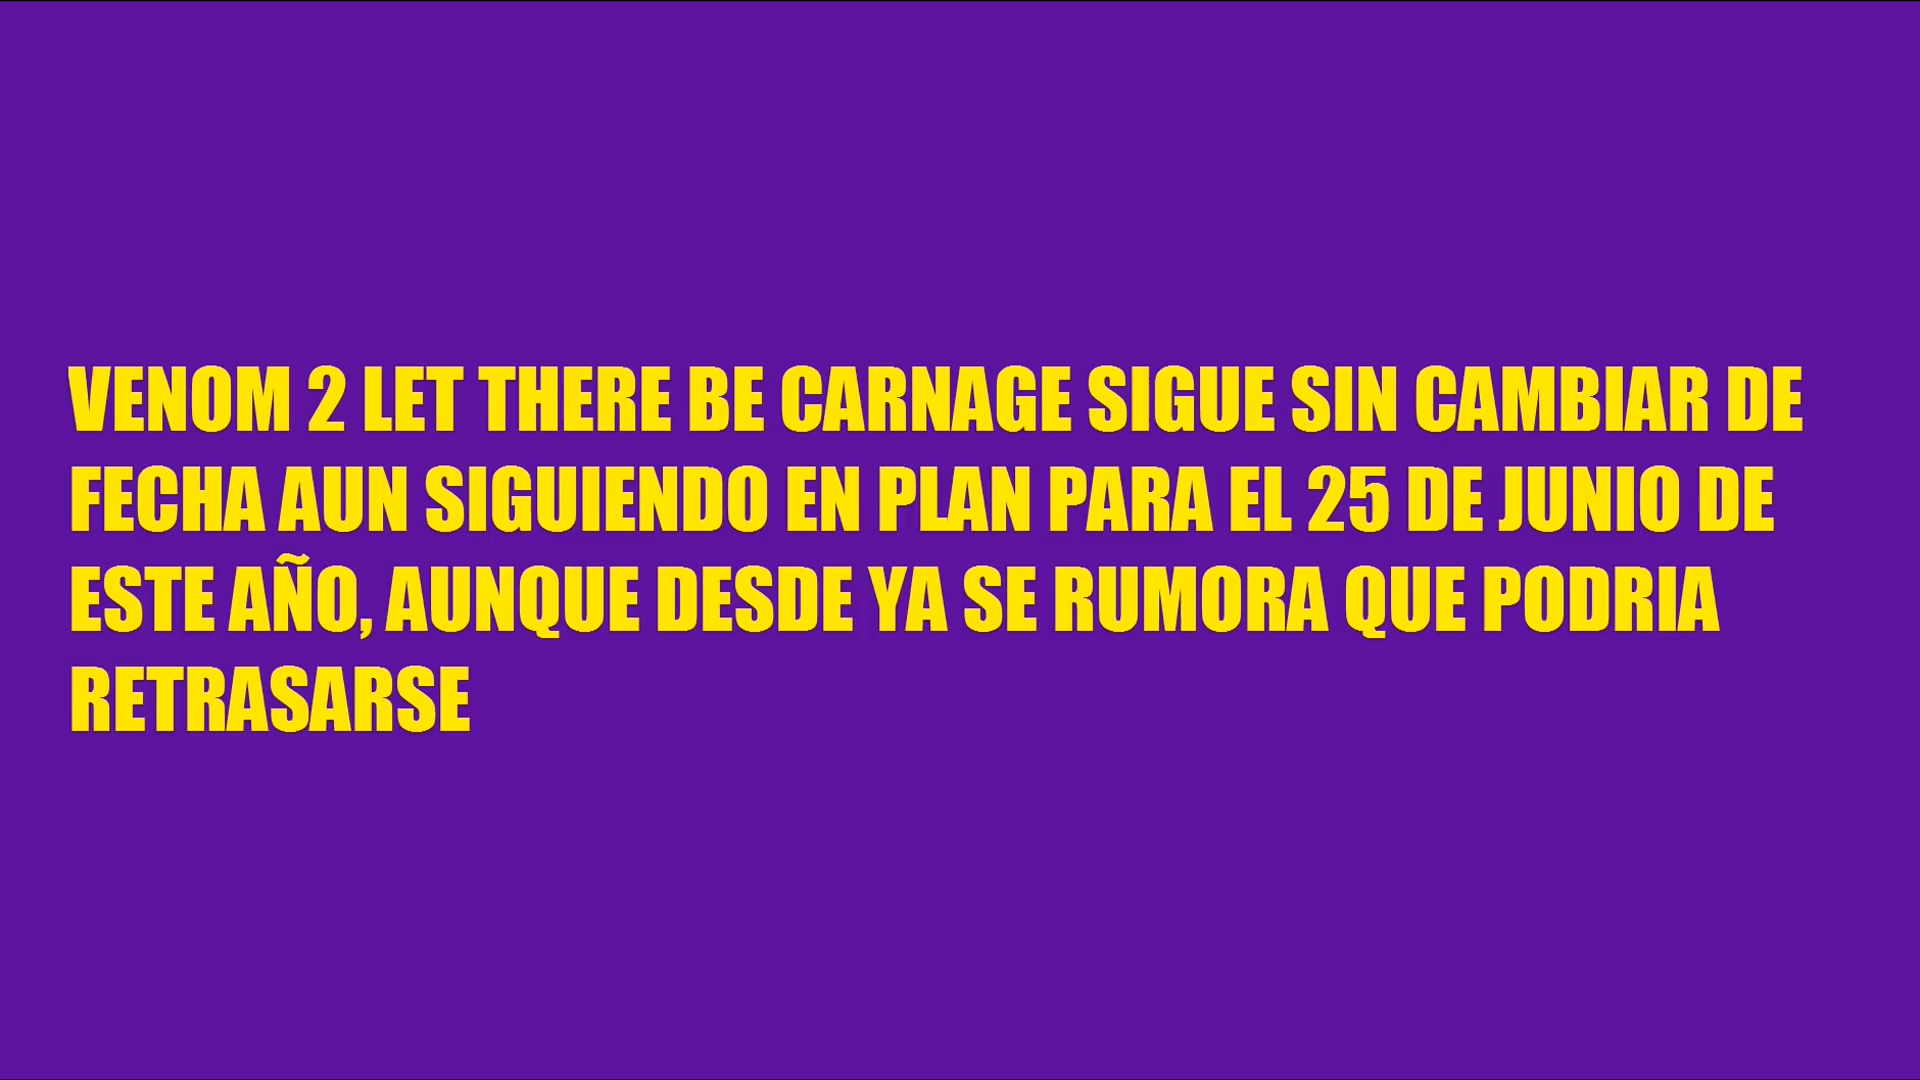 VENOM 2 LET THERE BE CARNAGE SIGUE SIN CAMBIAR DE
FECHA AUN SIGUIENDO EN PLAN PARA EL 25 DE JUNIO DE
ESTE AÑO, AUNQUE DESDE YA SE RUMORA QUE PODRIA
RETRASARSE